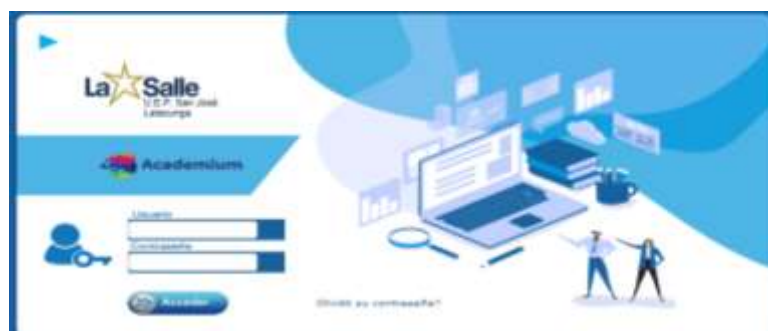 La Salle
U.E.P. San José
Latacunga
Academium
Usuario
Contraseña
Acceder
Olvidó su contraseña?